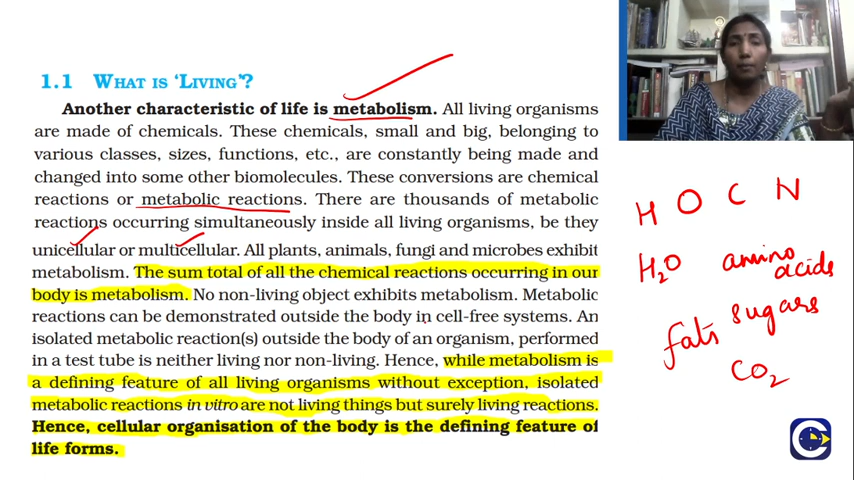 1.1 WHAT IS 'LIVING'?
Another characteristic of life is metabolism. All living organisms
are made of chemicals. These chemicals, small and big, belonging to
various classes, sizes, functions, etc., are constantly being made and
changed into some other biomolecules. These conversions are chemical
reactions or metabolic reactions. There are thousands of metabolic
reactions occurring simultaneously inside all living organisms, be they
unicellular or multicellular. All plants, animals, fungi and microbes exhibit
metabolism. The sum total of all the chemical reactions occurring in our
body is metabolism. No non-living object exhibits metabolism. Metabolic
reactions can be demonstrated outside the body in cell-free systems. An
isolated metabolic reaction(s) outside the body of an organism, performed
in a test tube is neither living nor non-living. Hence, while metabolism is
a defining feature of all living organisms without exception, isolated
metabolic reactions in vitro are not living things but surely living reactions.
Hence, cellular organisation of the body is the defining feature of
life forms.
H O C N
H2O amino
acids
fats sugars
CO2